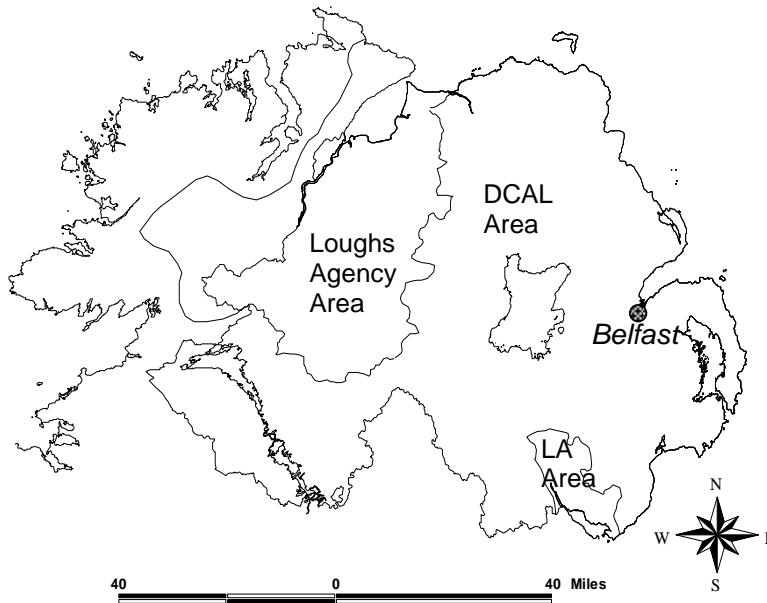 DCAL
Area
Loughs
Agency
Area
Belfast
LA
Area
N
W
E
S
40 0 40 Miles